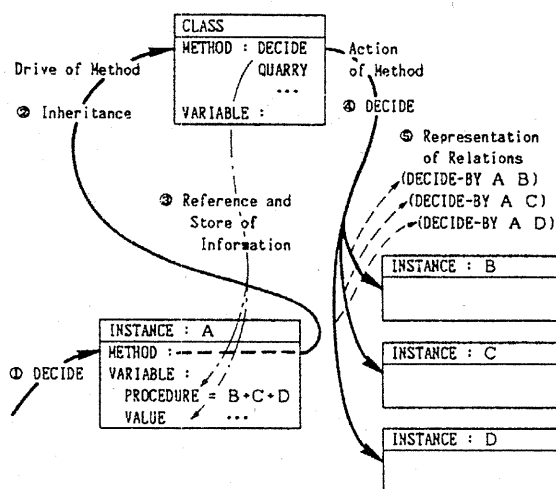 CLASS
METHOD : DECIDE
QUARRY
...
VARIABLE :
Drive of Method
② Inheritance
Action
of Method
④ DECIDE
⑤ Representation
of Relations
(DECIDE-BY A B)
(DECIDE-BY A C)
(DECIDE-BY A D)
③ Reference and
Store of
Information
INSTANCE : A
METHOD :
VARIABLE :
PROCEDURE = B+C+D
VALUE ...
① DECIDE
INSTANCE : B
INSTANCE : C
INSTANCE : D